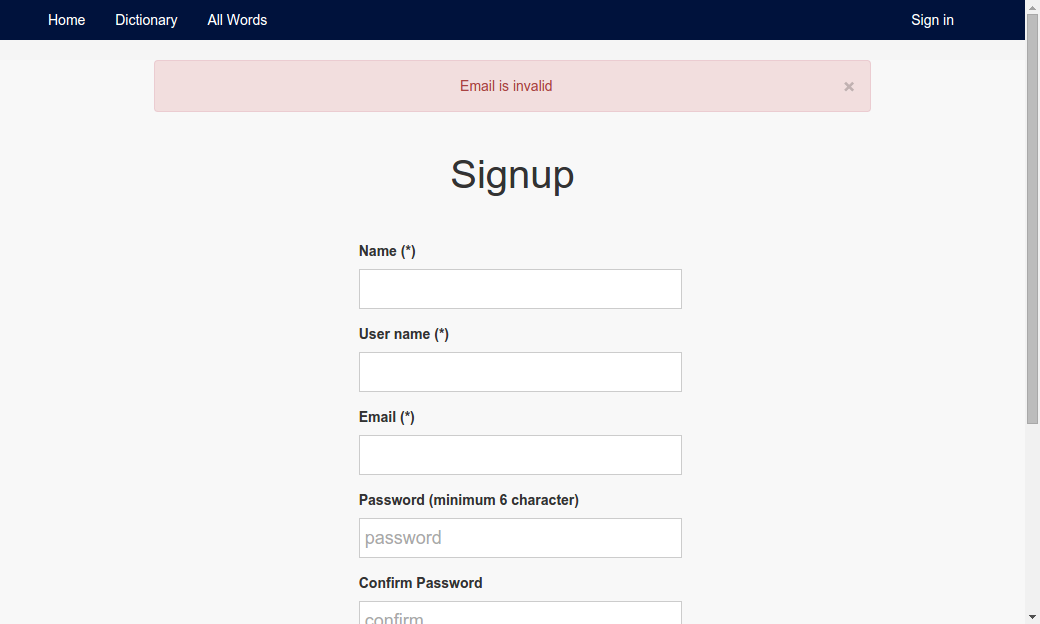 Home Dictionary All Words Sign in
Email is invalid ×
Signup
Name (*)
User name (*)
Email (*)
Password (minimum 6 character)
password
Confirm Password
confirm